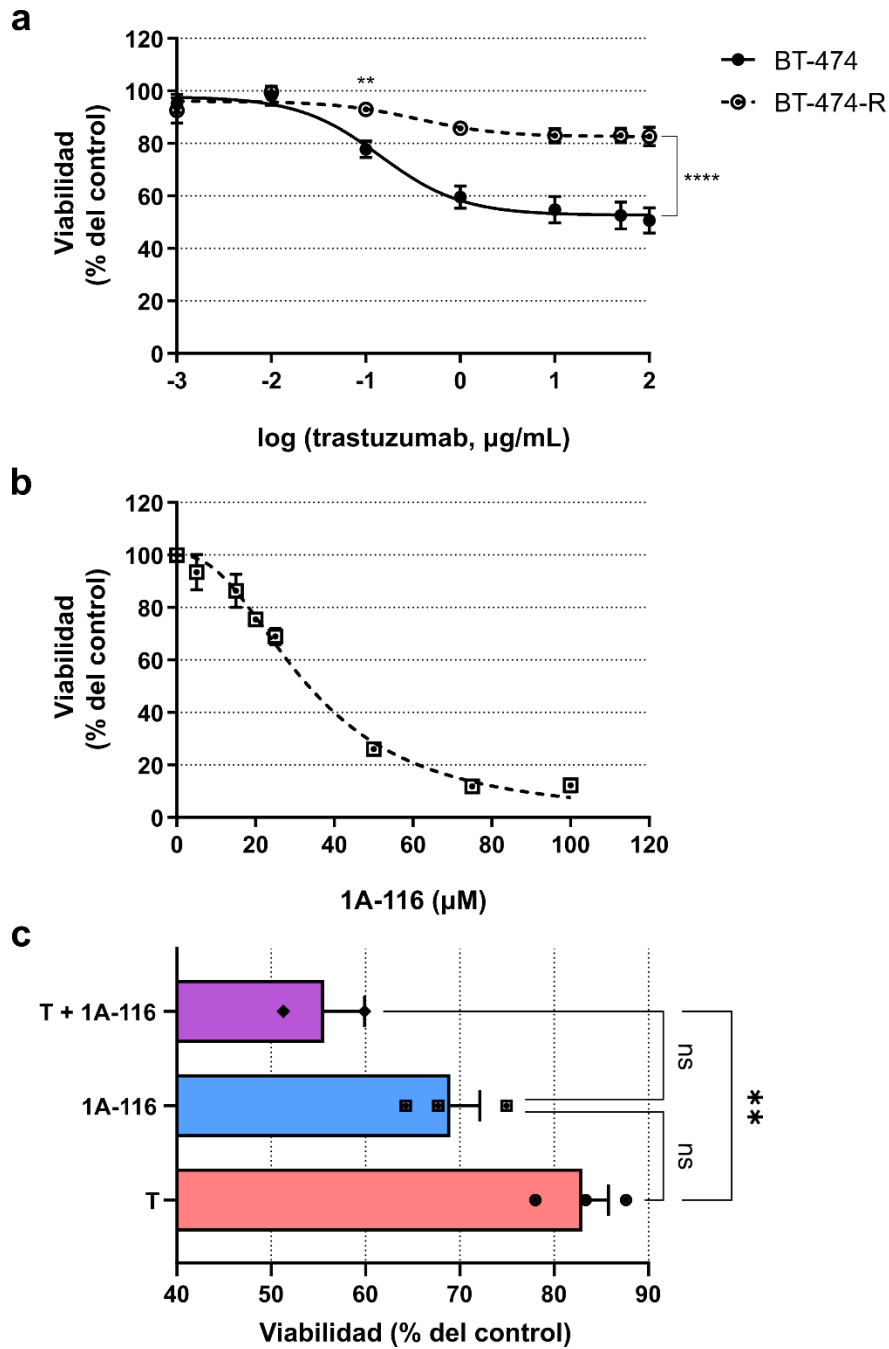 a
120
100
80
60
40
20
0
Viabilidad
(% del control)
**
****
BT-474
BT-474-R
-3 -2 -1 0 1 2
log (trastuzumab, µg/mL)
b
120
100
80
60
40
20
0
Viabilidad
(% del control)
0 20 40 60 80 100 120
1A-116 (µM)
c
T + 1A-116
1A-116
T
ns
ns
**
40 50 60 70 80 90
Viabilidad (% del control)